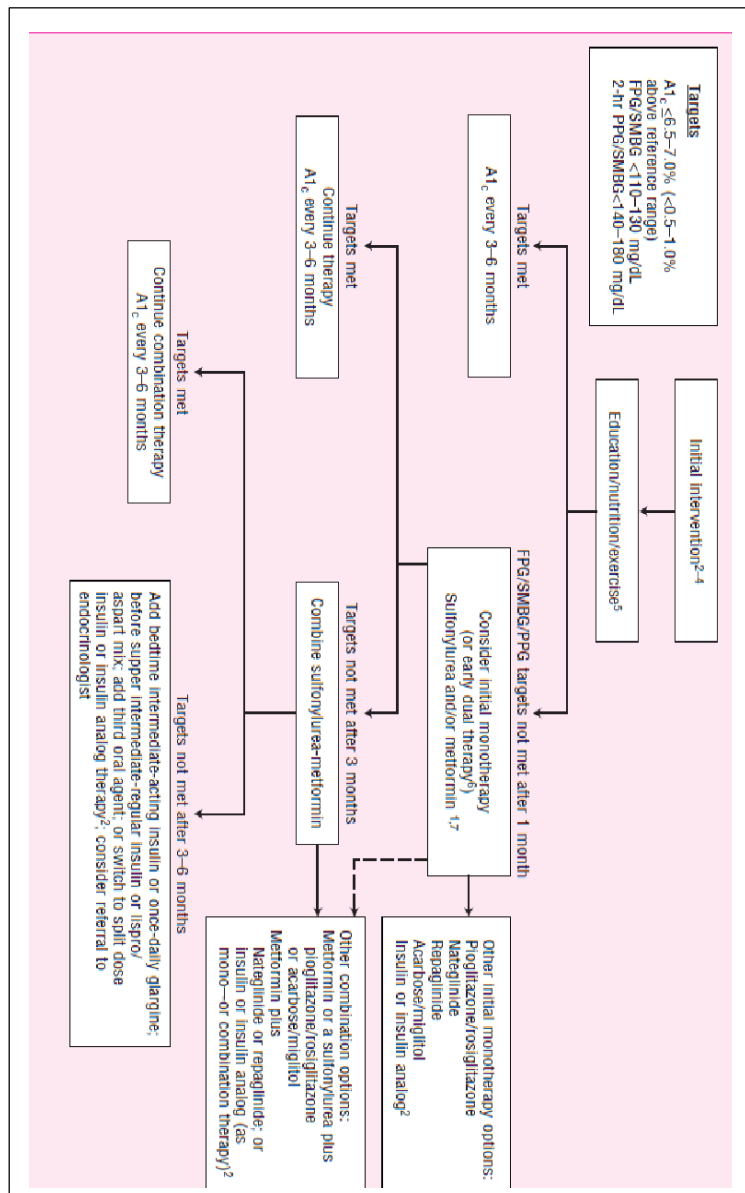 Targets
A1c ≤6.5–7.0% (<0.5–1.0%
above reference range)
FPG/SMBG <110–130 mg/dL
2-hr PPG/SMBG<140–180 mg/dL
Initial intervention2–4
Education/nutrition/exercise5
Targets met
A1c every 3–6 months
FPG/SMBG/PPG targets not met after 1 month
Consider initial monotherapy
(or early dual therapy6)
Sulfonylurea and/or metformin 1,7
Other initial monotherapy options:
Pioglitazone/rosiglitazone
Nateglinide
Repaglinide
Acarbose/miglitol
Insulin or insulin analog2
Targets met
Continue therapy
A1c every 3–6 months
Targets not met after 3 months
Combine sulfonylurea-metformin
Other combination options:
Metformin or a sulfonylurea plus
pioglitazone/rosiglitazone
or acarbose/miglitol
Metformin plus
Nateglinide or repaglinide; or
insulin or insulin analog (as
mono—or combination therapy)2
Targets met
Continue combination therapy
A1c every 3–6 months
Targets not met after 3–6 months
Add bedtime intermediate-acting insulin or once-daily glargine;
before supper intermediate-regular insulin or lispro/
aspart mix; add third oral agent; or switch to split dose
insulin or insulin analog therapy2; consider referral to
endocrinologist